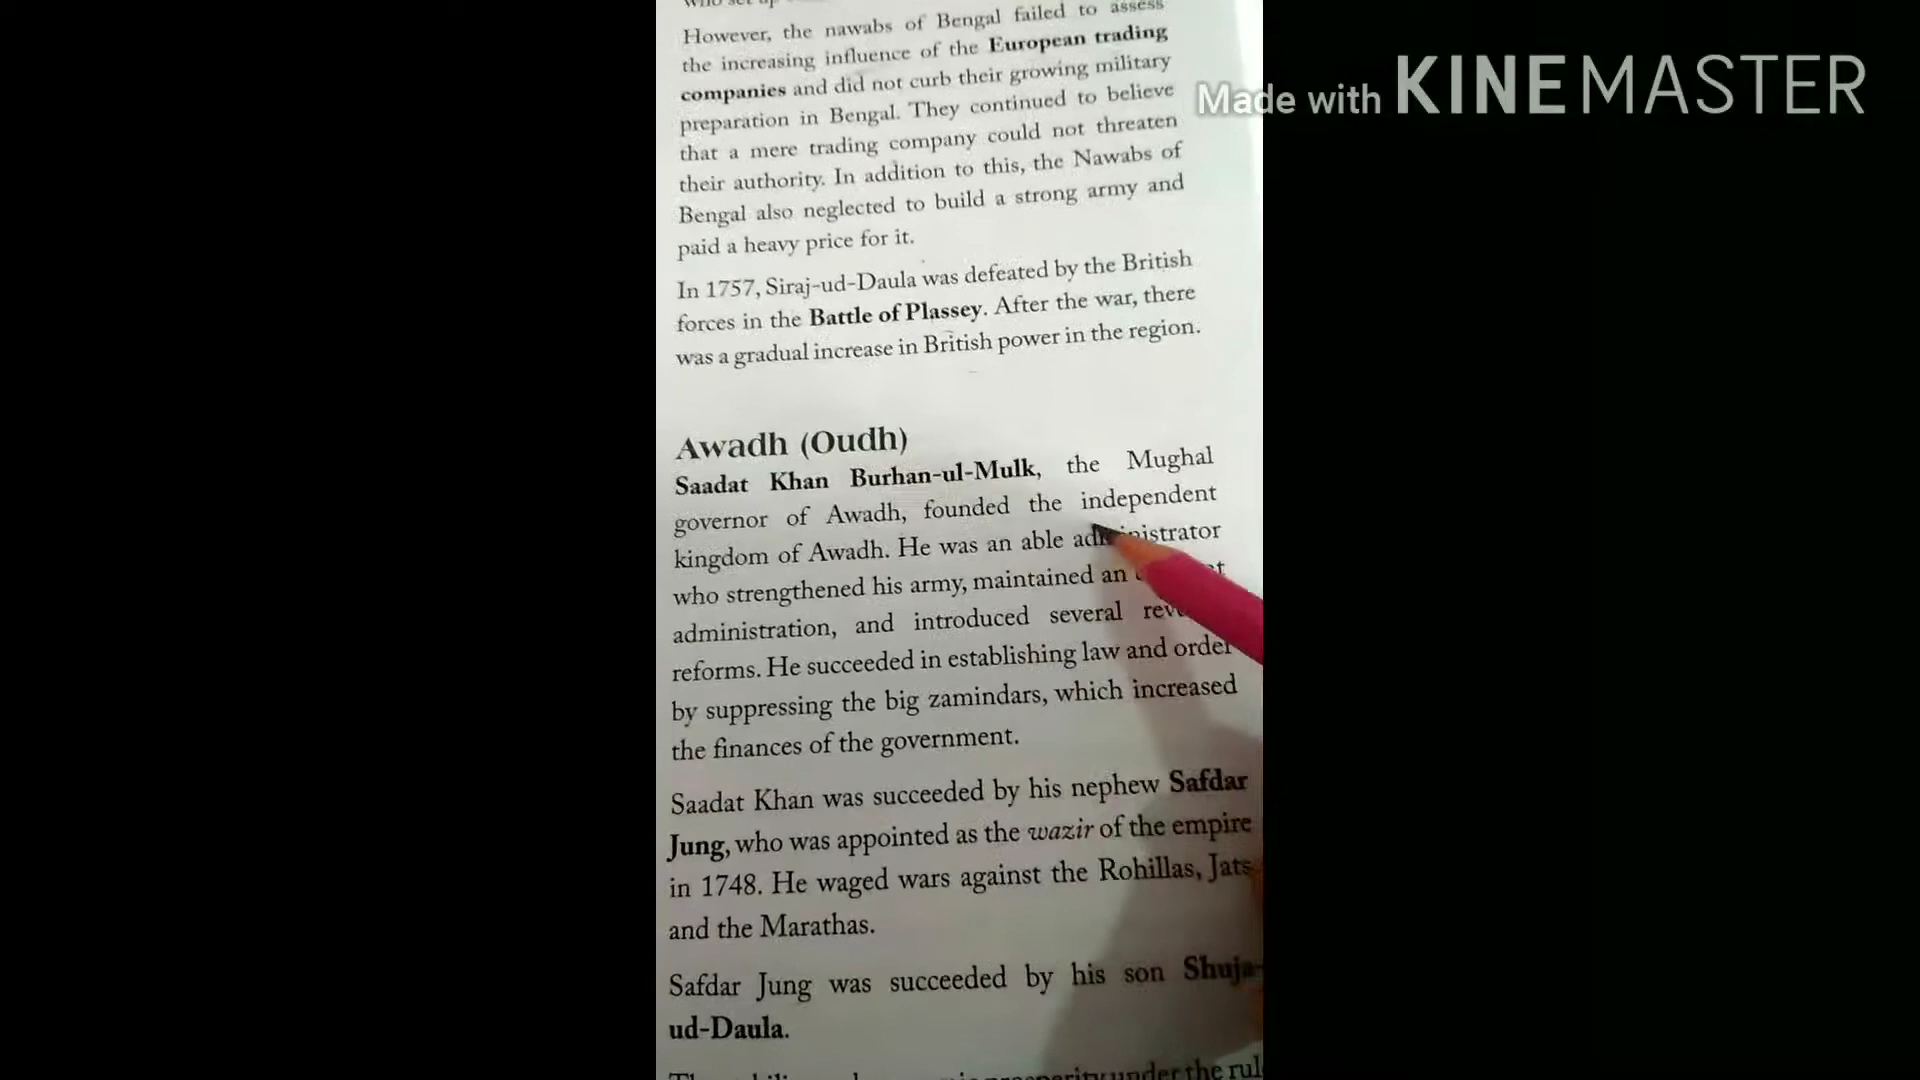 However, the nawabs of Bengal failed to assess
the increasing influence of the European trading
companies and did not curb their growing military
preparation in Bengal. They continued to believe
that a mere trading company could not threaten
their authority. In addition to this, the Nawabs of
Bengal also neglected to build a strong army and
paid a heavy price for it.
In 1757, Siraj-ud-Daula was defeated by the British
forces in the Battle of Plassey. After the war, there
was a gradual increase in British power in the region.
Awadh (Oudh)
Saadat Khan Burhan-ul-Mulk, the Mughal
governor of Awadh, founded the independent
kingdom of Awadh. He was an able administrator
who strengthened his army, maintained an
administration, and introduced several
reforms. He succeeded in establishing law and order
by suppressing the big zamindars, which increased
the finances of the government.
Saadat Khan was succeeded by his nephew Safdar
Jung, who was appointed as the wazir of the empire
in 1748. He waged wars against the Rohillas, Jats
and the Marathas.
Safdar Jung was succeeded by his son Shuja-
ud-Daula.
prosperity under the
Made with KINEMASTER